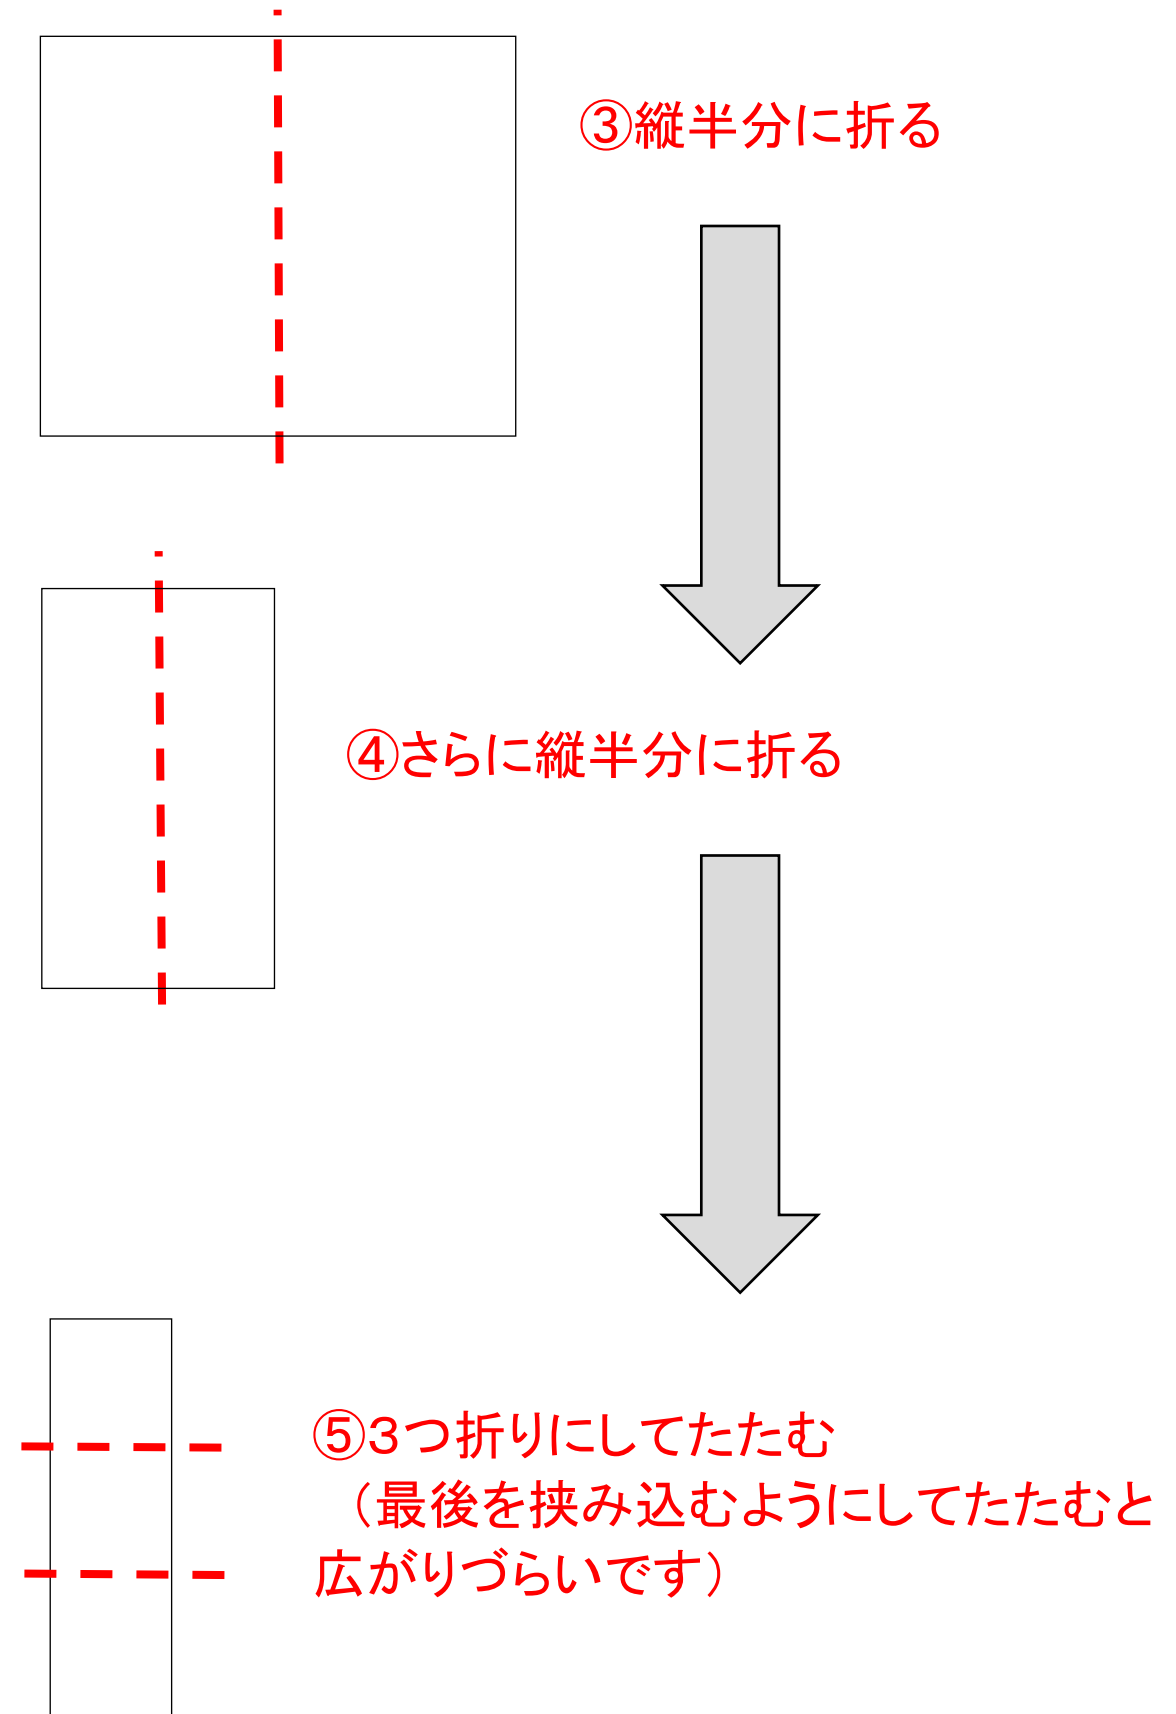 ③縦半分に折る
④さらに縦半分に折る
⑤３つ折りにしてたたむ
（最後を挟み込むようにしてたたむと
広がりづらいです）